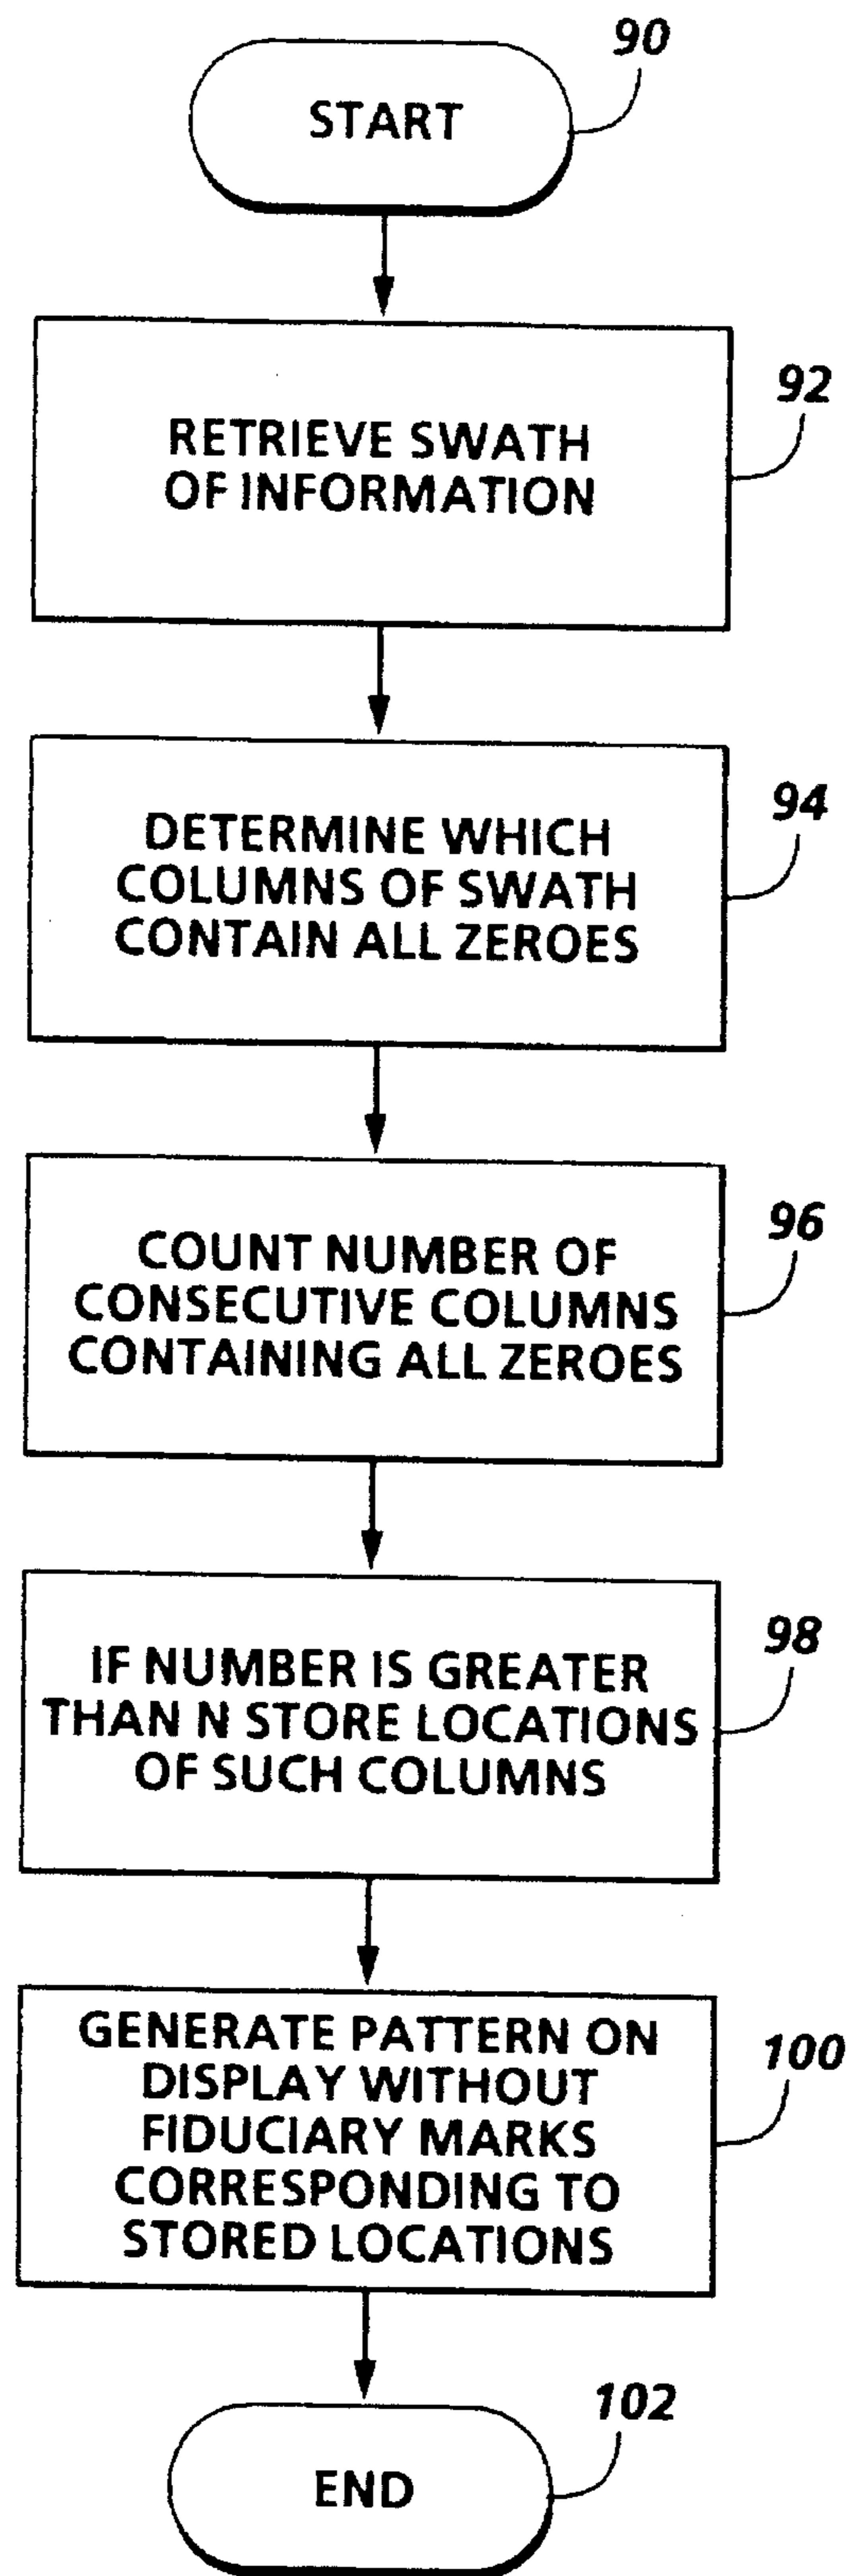 90
START
92
RETRIEVE SWATH
OF INFORMATION
94
DETERMINE WHICH
COLUMNS OF SWATH
CONTAIN ALL ZEROES
96
COUNT NUMBER OF
CONSECUTIVE COLUMNS
CONTAINING ALL ZEROES
98
IF NUMBER IS GREATER
THAN N STORE LOCATIONS
OF SUCH COLUMNS
100
GENERATE PATTERN ON
DISPLAY WITHOUT
FIDUCIARY MARKS
CORRESPONDING TO
STORED LOCATIONS
102
END